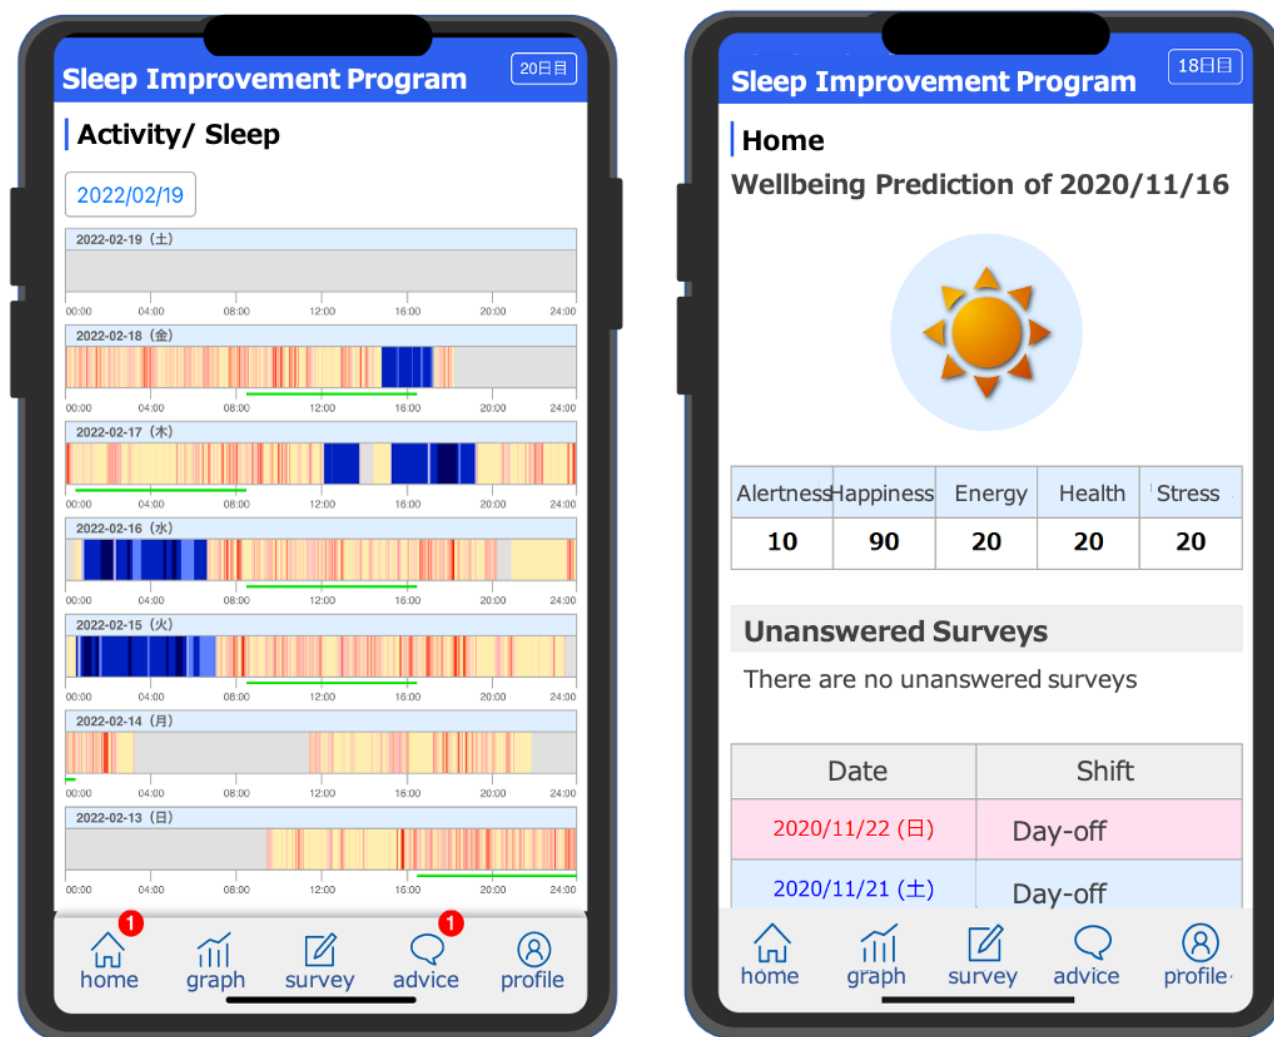 Sleep Improvement Program
20日目
Activity/ Sleep
2022/02/19
2022-02-19 (土)
00:00 04:00 08:00 12:00 16:00 20:00 24:00
2022-02-18 (金)
00:00 04:00 08:00 12:00 16:00 20:00 24:00
2022-02-17 (木)
00:00 04:00 08:00 12:00 16:00 20:00 24:00
2022-02-16 (水)
00:00 04:00 08:00 12:00 16:00 20:00 24:00
2022-02-15 (火)
00:00 04:00 08:00 12:00 16:00 20:00 24:00
2022-02-14 (月)
00:00 04:00 08:00 12:00 16:00 20:00 24:00
2022-02-13 (日)
00:00 04:00 08:00 12:00 16:00 20:00 24:00
1 1
home graph survey advice profile
Sleep Improvement Program
18日目
Home
Wellbeing Prediction of 2020/11/16
Alertness Happiness Energy Health Stress
10 90 20 20 20
Unanswered Surveys
There are no unanswered surveys
Date Shift
2020/11/22 (日) Day-off
2020/11/21 (土) Day-off
home graph survey advice profile